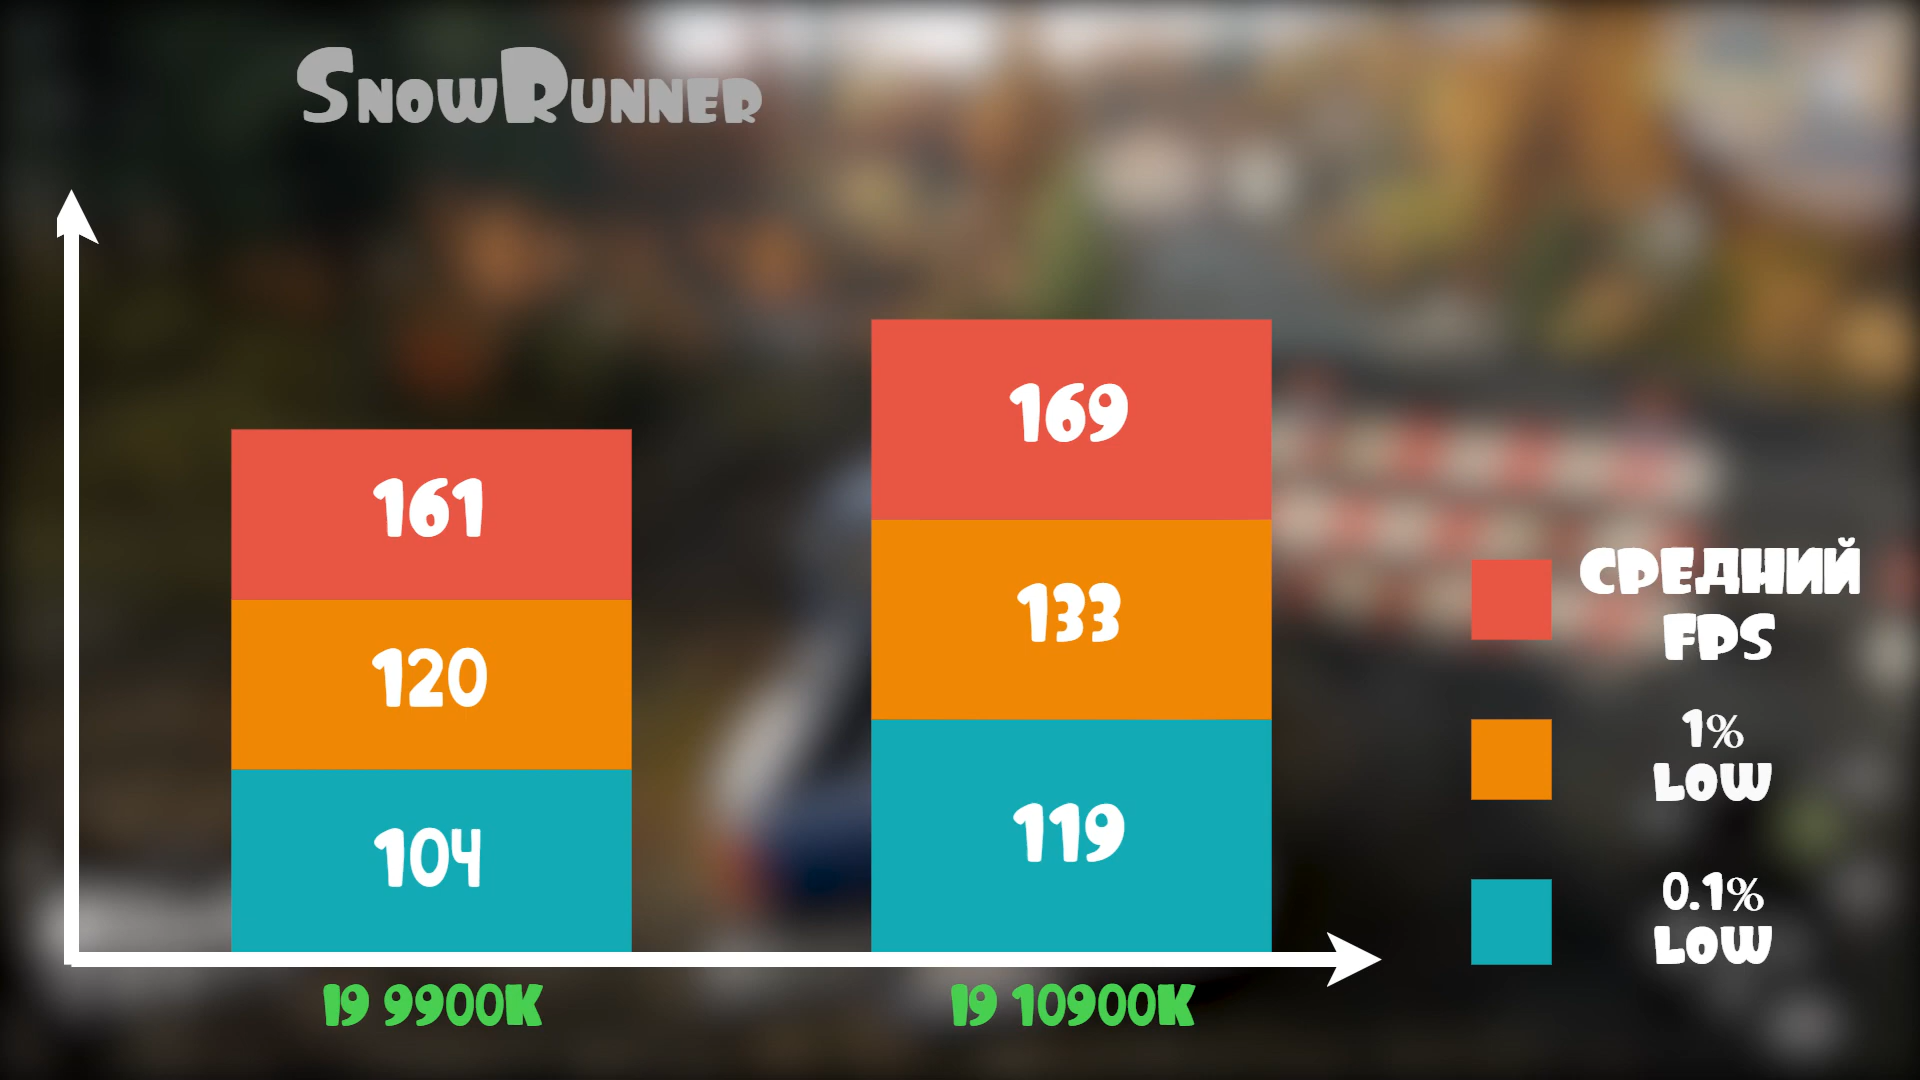 SNOWRUNNER
169
161
133
120
119
104
СРЕДНИЙ
FPS
1%
LOW
0.1%
LOW
I9 9900K
I9 10900K